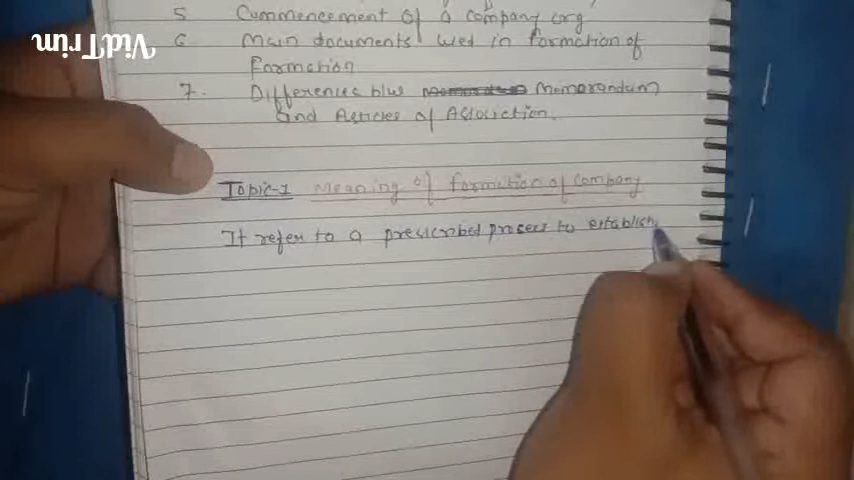 VidTrim
5 Commencement of a company org
6. Main documents used in formation of
formation
7. Differences b/w Memorandum
and Articles of Association.
Topic-1 Meaning of formation of company
It refer to a prescribed prosess to establish